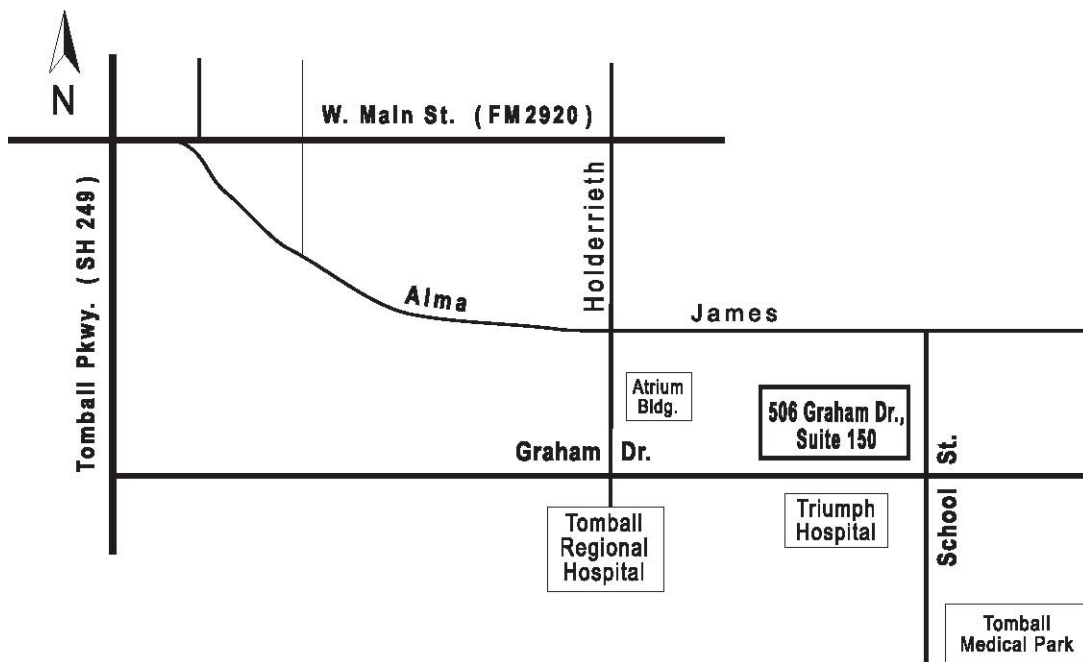 N
W. Main St. (FM2920)
Tomball Pkwy. (SH 249)
Holderrieth
Alma
James
Atrium
Bldg.
506 Graham Dr.,
Suite 150
Graham Dr.
School St.
Tomball
Regional
Hospital
Triumph
Hospital
Tomball
Medical Park